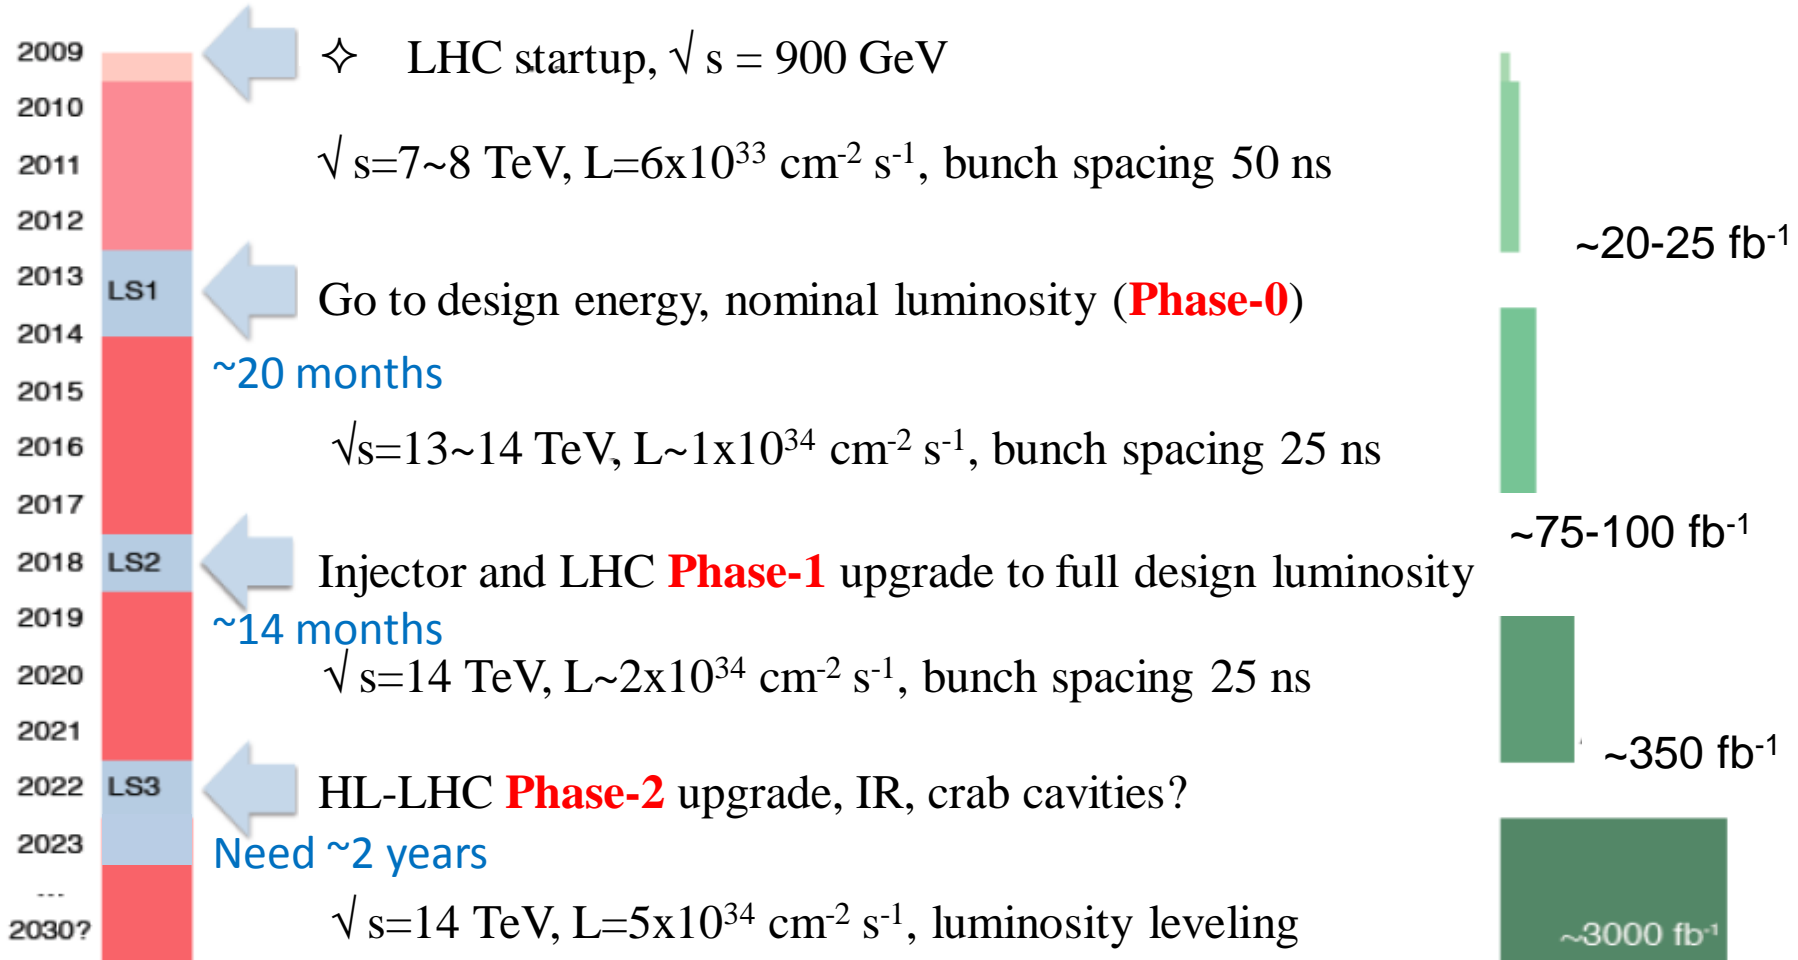 2009
✧ LHC startup, √ s = 900 GeV
2010
2011
√ s=7~8 TeV, L=6x10³³ cm⁻² s⁻¹, bunch spacing 50 ns
2012
~20-25 fb⁻¹
2013
LS1
Go to design energy, nominal luminosity (Phase-0)
2014
~20 months
2015
2016
√s=13~14 TeV, L~1x10³⁴ cm⁻² s⁻¹, bunch spacing 25 ns
2017
~75-100 fb⁻¹
2018
LS2
Injector and LHC Phase-1 upgrade to full design luminosity
2019
~14 months
2020
√ s=14 TeV, L~2x10³⁴ cm⁻² s⁻¹, bunch spacing 25 ns
2021
~350 fb⁻¹
2022
LS3
HL-LHC Phase-2 upgrade, IR, crab cavities?
2023
Need ~2 years
...
2030?
√ s=14 TeV, L=5x10³⁴ cm⁻² s⁻¹, luminosity leveling
~3000 fb⁻¹